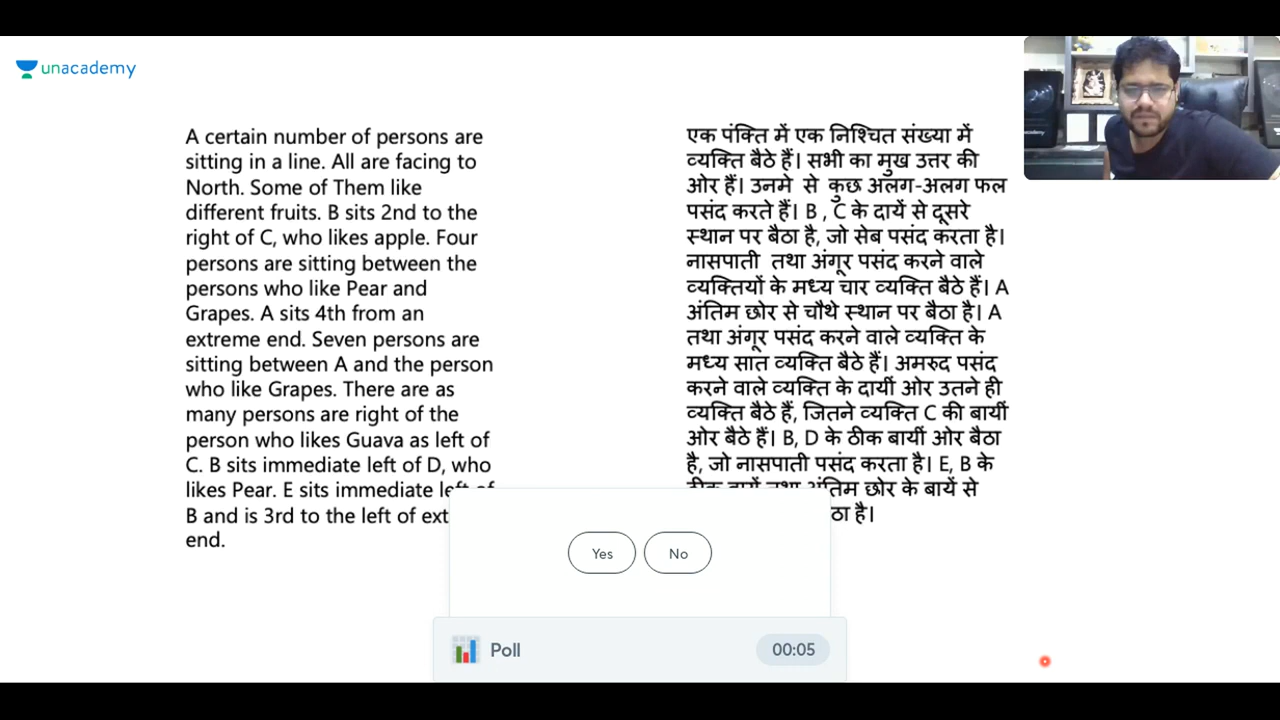 unacademy
A certain number of persons are
sitting in a line. All are facing to
North. Some of Them like
different fruits. B sits 2nd to the
right of C, who likes apple. Four
persons are sitting between the
persons who like Pear and
Grapes. A sits 4th from an
extreme end. Seven persons are
sitting between A and the person
who like Grapes. There are as
many persons are right of the
person who likes Guava as left of
C. B sits immediate left of D, who
likes Pear. E sits immediate left of
B and is 3rd to the left of ext
end.
एक पंक्ति में एक निश्चित संख्या में
व्यक्ति बैठे हैं। सभी का मुख उत्तर की
ओर हैं। उनमे से कुछ अलग-अलग फल
पसंद करते हैं। B , C के दायें से दूसरे
स्थान पर बैठा है, जो सेब पसंद करता है।
नासपाती तथा अंगूर पसंद करने वाले
व्यक्तियों के मध्य चार व्यक्ति बैठे हैं। A
अंतिम छोर से चौथे स्थान पर बैठा है। A
तथा अंगूर पसंद करने वाले व्यक्ति के
मध्य सात व्यक्ति बैठे हैं। अमरुद पसंद
करने वाले व्यक्ति के दायीं ओर उतने ही
व्यक्ति बैठे हैं, जितने व्यक्ति C की बायीं
ओर बैठे हैं। B, D के ठीक बायीं ओर बैठा
है, जो नासपाती पसंद करता है। E, B के
ठीक बायें तथा अंतिम छोर के बायें से
ठा है।
Yes
No
Poll
00:05